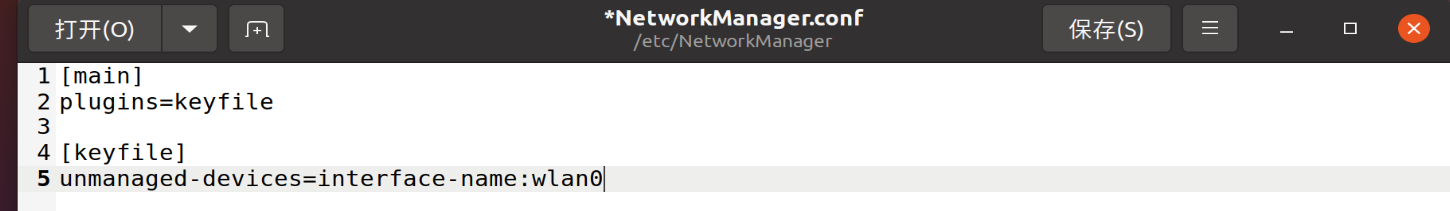 打开(O)
*NetworkManager.conf
/etc/NetworkManager
保存(S)
1 [main]
2 plugins=keyfile
3
4 [keyfile]
5 unmanaged-devices=interface-name:wlan0